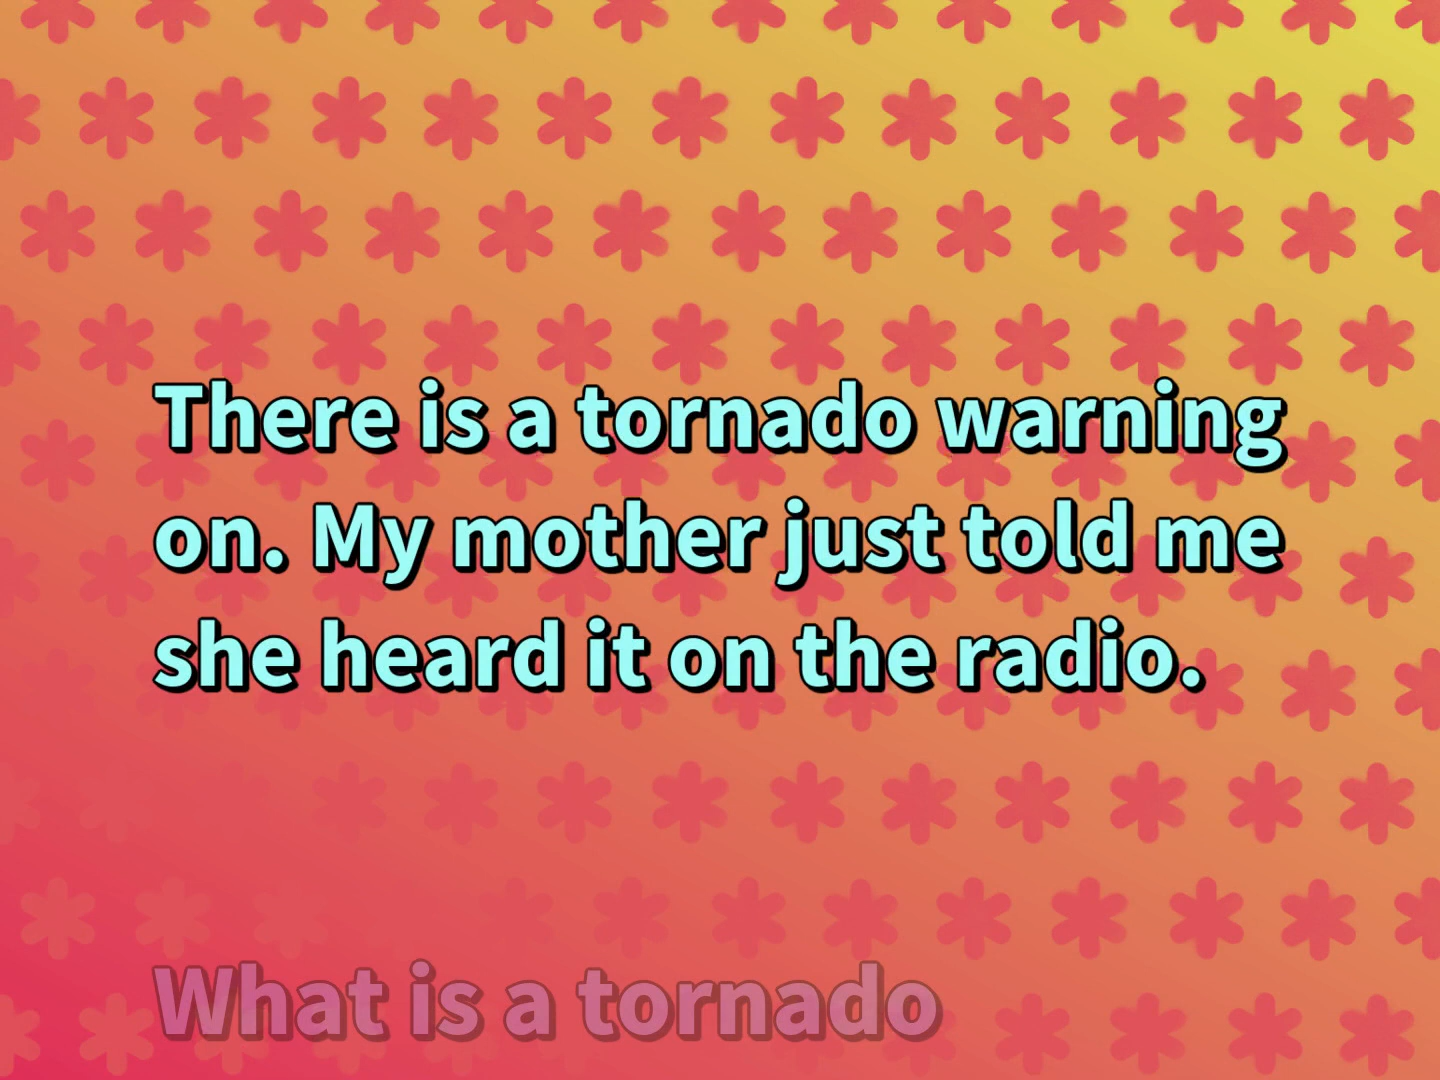 There is a tornado warning
on. My mother just told me
she heard it on the radio.
What is a tornado